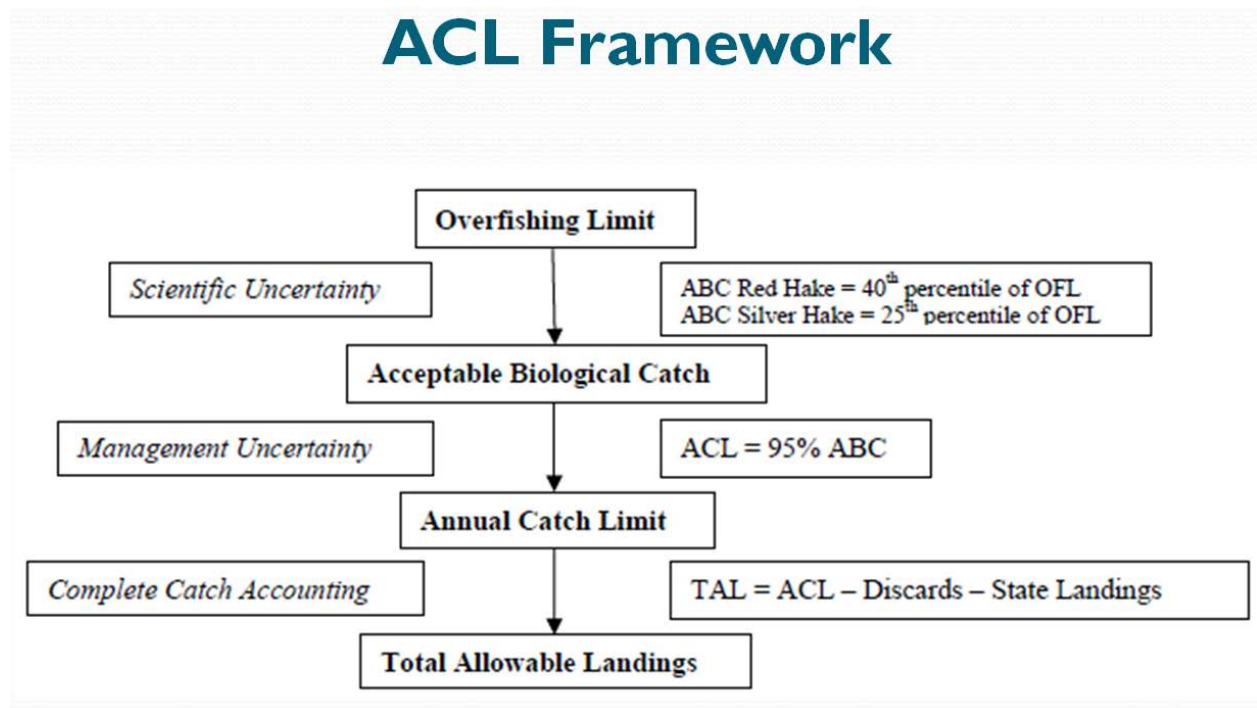 ACL Framework
Overfishing Limit
Scientific Uncertainty
ABC Red Hake = 40th percentile of OFL
ABC Silver Hake = 25th percentile of OFL
Acceptable Biological Catch
Management Uncertainty
ACL = 95% ABC
Annual Catch Limit
Complete Catch Accounting
TAL = ACL – Discards – State Landings
Total Allowable Landings